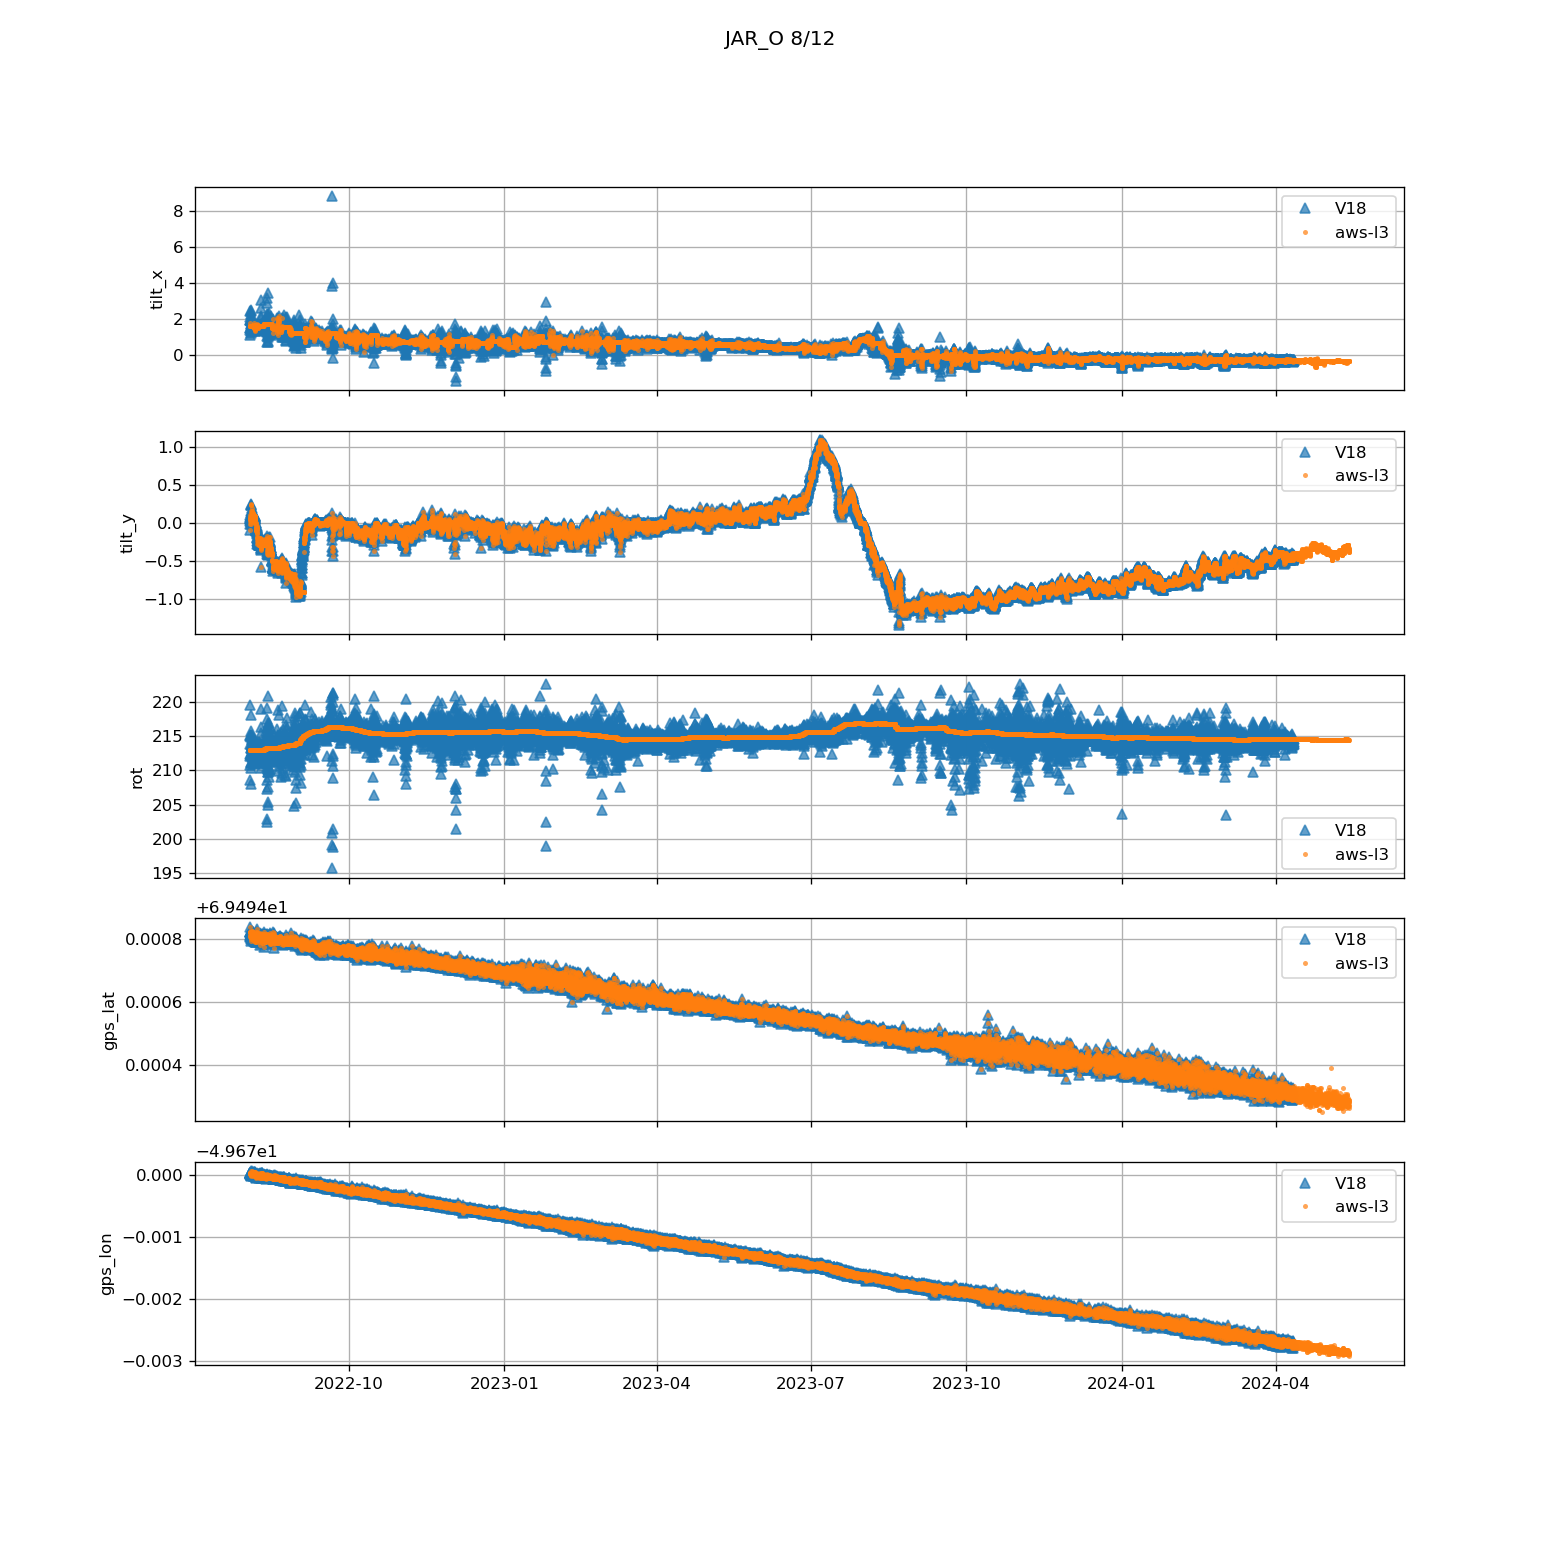 JAR_O 8/12
8
6
4
2
0
tilt_x
V18
aws-l3
1.0
0.5
0.0
−0.5
−1.0
tilt_y
V18
aws-l3
220
215
210
205
200
195
rot
V18
aws-l3
+6.9494e1
0.0008
0.0006
0.0004
gps_lat
V18
aws-l3
−4.967e1
0.000
−0.001
−0.002
−0.003
gps_lon
V18
aws-l3
2022-10 2023-01 2023-04 2023-07 2023-10 2024-01 2024-04